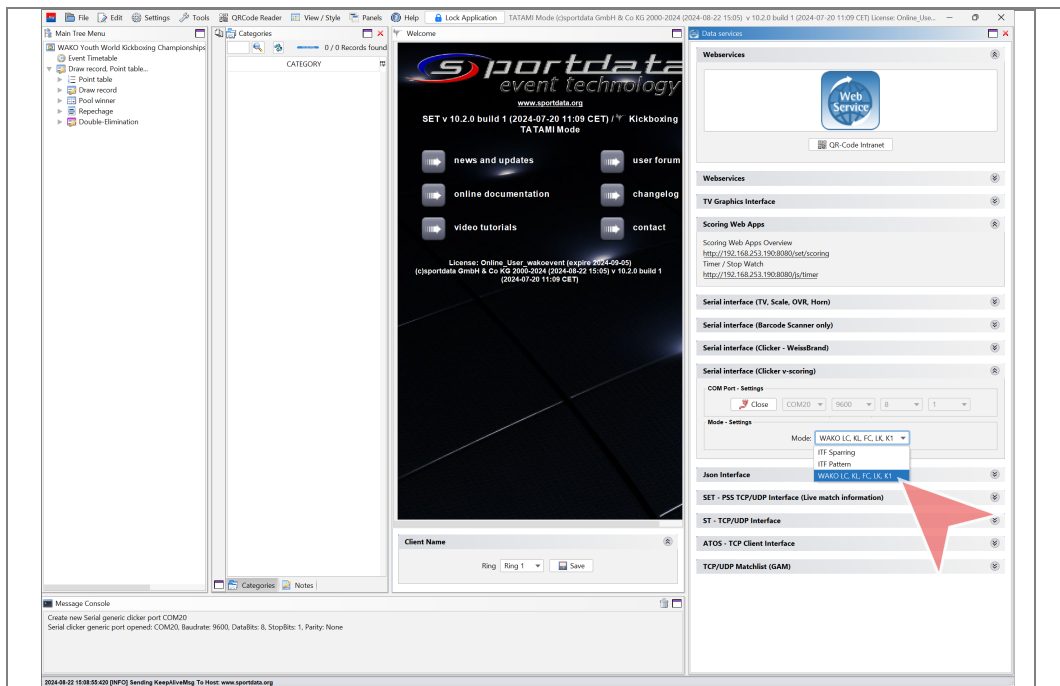 File Edit Settings Tools QRCode Reader View / Style Panels Help Lock Application TATAMI Mode (c)sportdata GmbH & Co KG 2000-2024 (2024-08-22 15:05) v 10.2.0 build 1 (2024-07-20 11:09 CET) License: Online_Use...
Main Tree Menu
WAKO Youth World Kickboxing Championships
Event Timetable
Draw record, Point table...
Point table
Draw record
Pool winner
Repechage
Double-Elimination
Categories
0 / 0 Records found
CATEGORY
Categories Notes
Welcome
sportdata
event technology
www.sportdata.org
SET v 10.2.0 build 1 (2024-07-20 11:09 CET) / Kickboxing
TATAMI Mode
news and updates user forum
online documentation changelog
video tutorials contact
License: Online_User_wakoevent (expire 2024-09-05)
(c)sportdata GmbH & Co KG 2000-2024 (2024-08-22 15:05) v 10.2.0 build 1
(2024-07-20 11:09 CET)
Client Name
Ring Ring 1 Save
Data services
Webservices
Web
Service
QR-Code Intranet
Webservices
TV Graphics Interface
Scoring Web Apps
Scoring Web Apps Overview
http://192.168.253.190:8080/set/scoring
Timer / Stop Watch
http://192.168.253.190:8080/js/timer
Serial interface (TV, Scale, OVR, Horn)
Serial interface (Barcode Scanner only)
Serial interface (Clicker - WeissBrand)
Serial interface (Clicker v-scoring)
COM Port - Settings
Close COM20 9600 8 1
Mode - Settings
Mode: WAKO LC, KL, FC, LK, K1
ITF Sparring
ITF Pattern
WAKO LC, KL, FC, LK, K1
Json Interface
SET - PSS TCP/UDP Interface (Live match information)
ST - TCP/UDP Interface
ATOS - TCP Client Interface
TCP/UDP Matchlist (GAM)
Message Console
Create new Serial generic clicker port COM20
Serial clicker generic port opened: COM20, Baudrate: 9600, DataBits: 8, StopBits: 1, Parity: None
2024-08-22 15:08:55:420 [INFO] Sending KeepAliveMsg To Host: www.sportdata.org